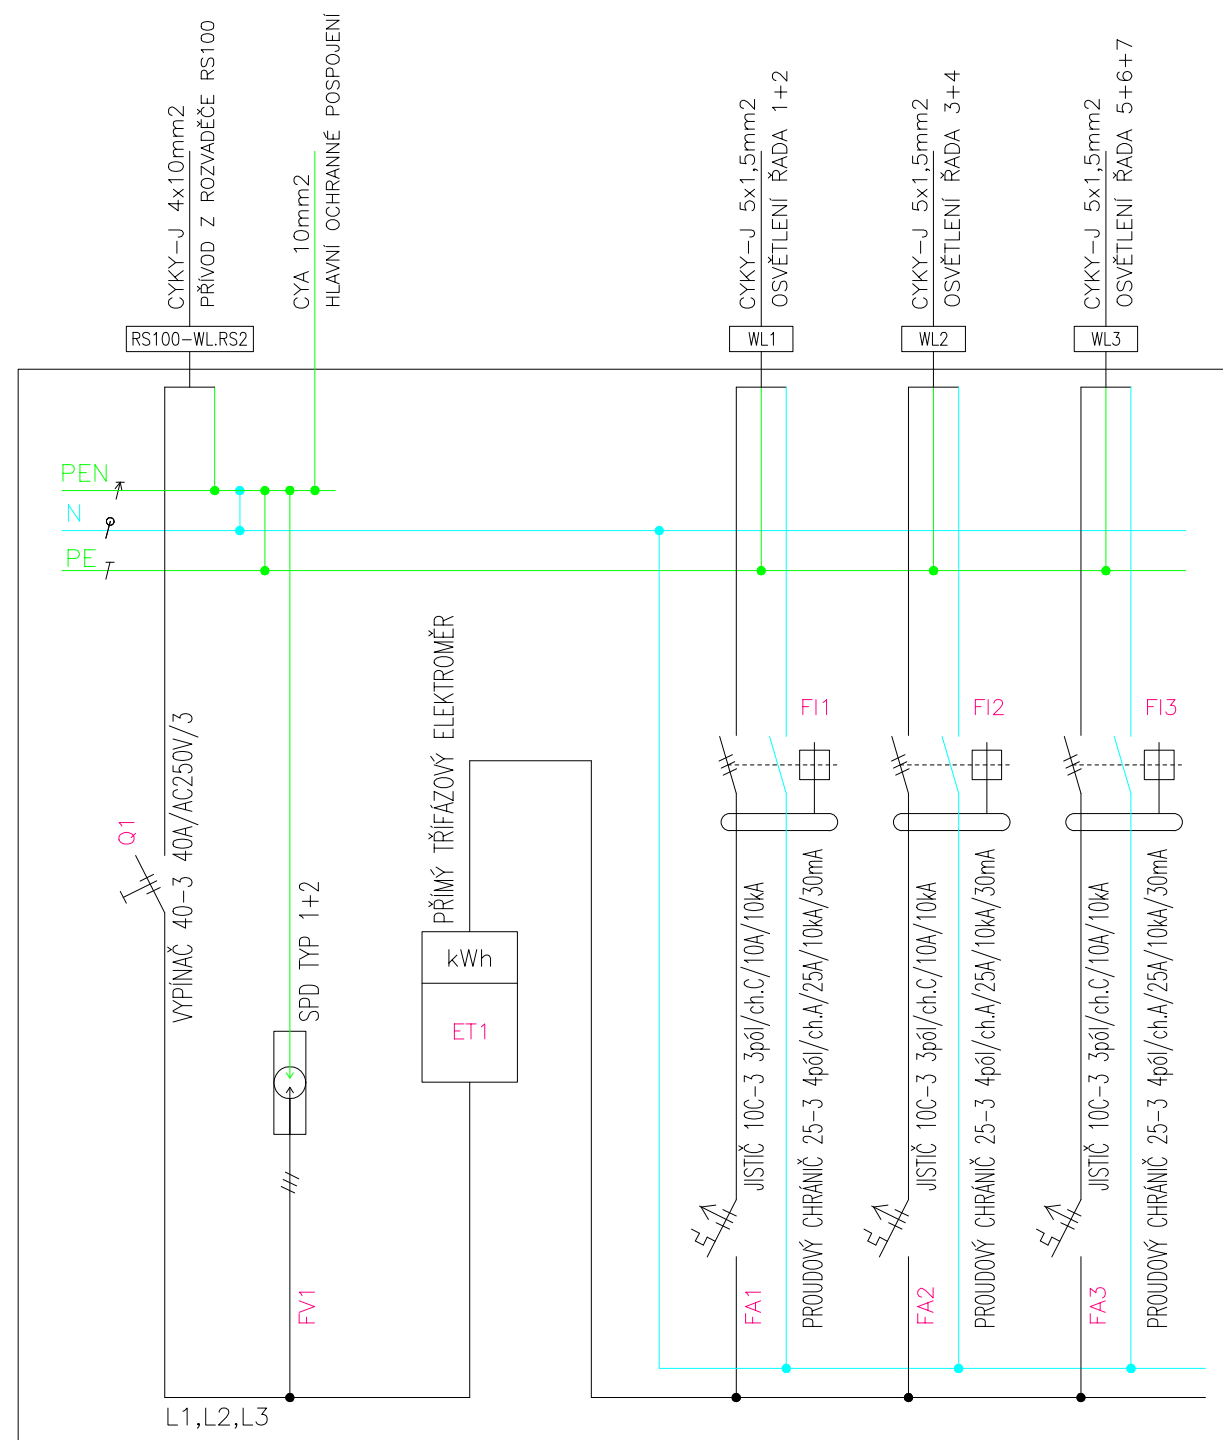 CYKY-J 4x10mm2
PŘÍVOD Z ROZVADĚČE RS100
CYA 10mm2
HLAVNÍ OCHRANNÉ POSPOJENÍ
CYKY-J 5x1,5mm2
OSVĚTLENÍ ŘADA 1+2
CYKY-J 5x1,5mm2
OSVĚTLENÍ ŘADA 3+4
CYKY-J 5x1,5mm2
OSVĚTLENÍ ŘADA 5+6+7
RS100-WL.RS2
WL1
WL2
WL3
PEN
N
PE
Q1
VYPÍNAČ 40-3 40A/AC250V/3
SPD TYP 1+2
FV1
PŘÍMÝ TŘÍFÁZOVÝ ELEKTROMĚR
kWh
ET1
FI1
FI2
FI3
JISTIČ 10C-3 3pól/ch.C/10A/10kA
PROUDOVÝ CHRÁNIČ 25-3 4pól/ch.A/25A/10kA/30mA
JISTIČ 10C-3 3pól/ch.C/10A/10kA
PROUDOVÝ CHRÁNIČ 25-3 4pól/ch.A/25A/10kA/30mA
JISTIČ 10C-3 3pól/ch.C/10A/10kA
PROUDOVÝ CHRÁNIČ 25-3 4pól/ch.A/25A/10kA/30mA
FA1
FA2
FA3
L1,L2,L3